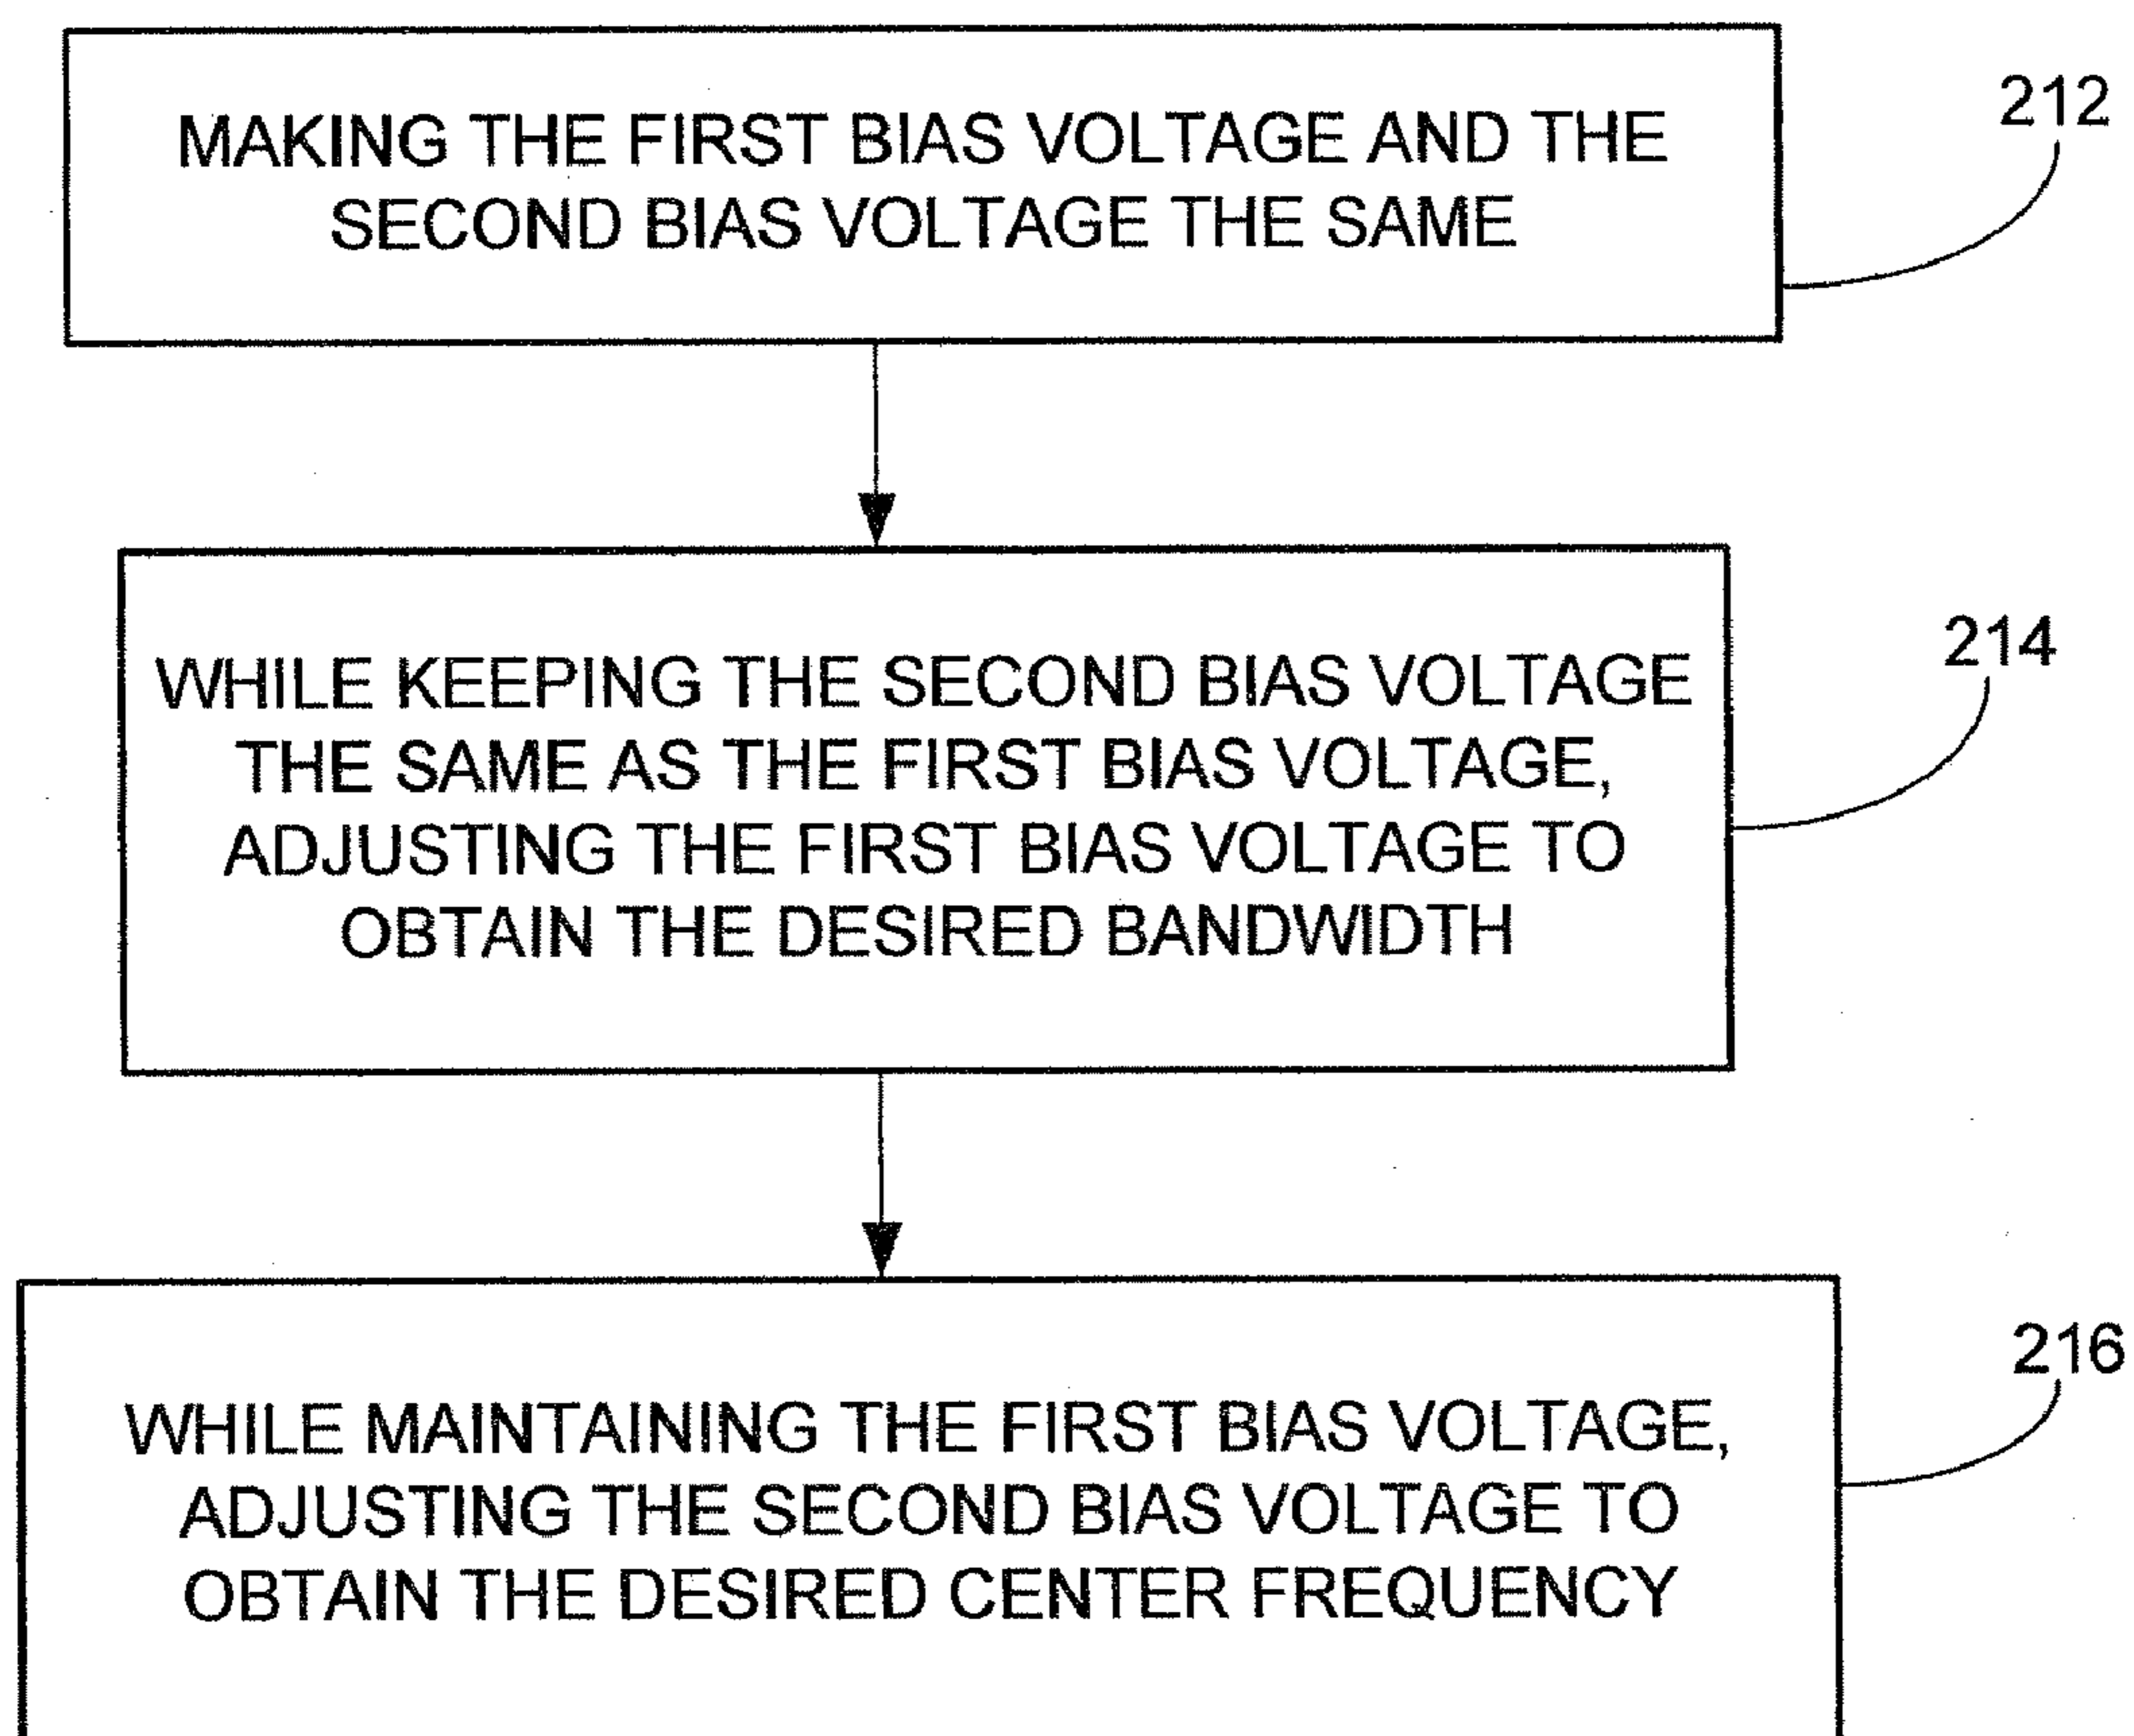 MAKING THE FIRST BIAS VOLTAGE AND THE
SECOND BIAS VOLTAGE THE SAME
212
WHILE KEEPING THE SECOND BIAS VOLTAGE
THE SAME AS THE FIRST BIAS VOLTAGE,
ADJUSTING THE FIRST BIAS VOLTAGE TO
OBTAIN THE DESIRED BANDWIDTH
214
WHILE MAINTAINING THE FIRST BIAS VOLTAGE,
ADJUSTING THE SECOND BIAS VOLTAGE TO
OBTAIN THE DESIRED CENTER FREQUENCY
216